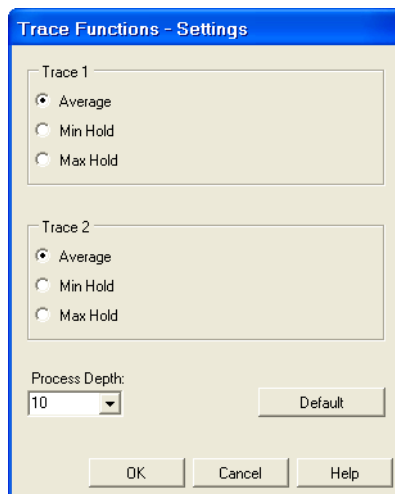 Trace Functions - Settings
Trace 1
Average
Min Hold
Max Hold
Trace 2
Average
Min Hold
Max Hold
Process Depth:
10
Default
OK Cancel Help